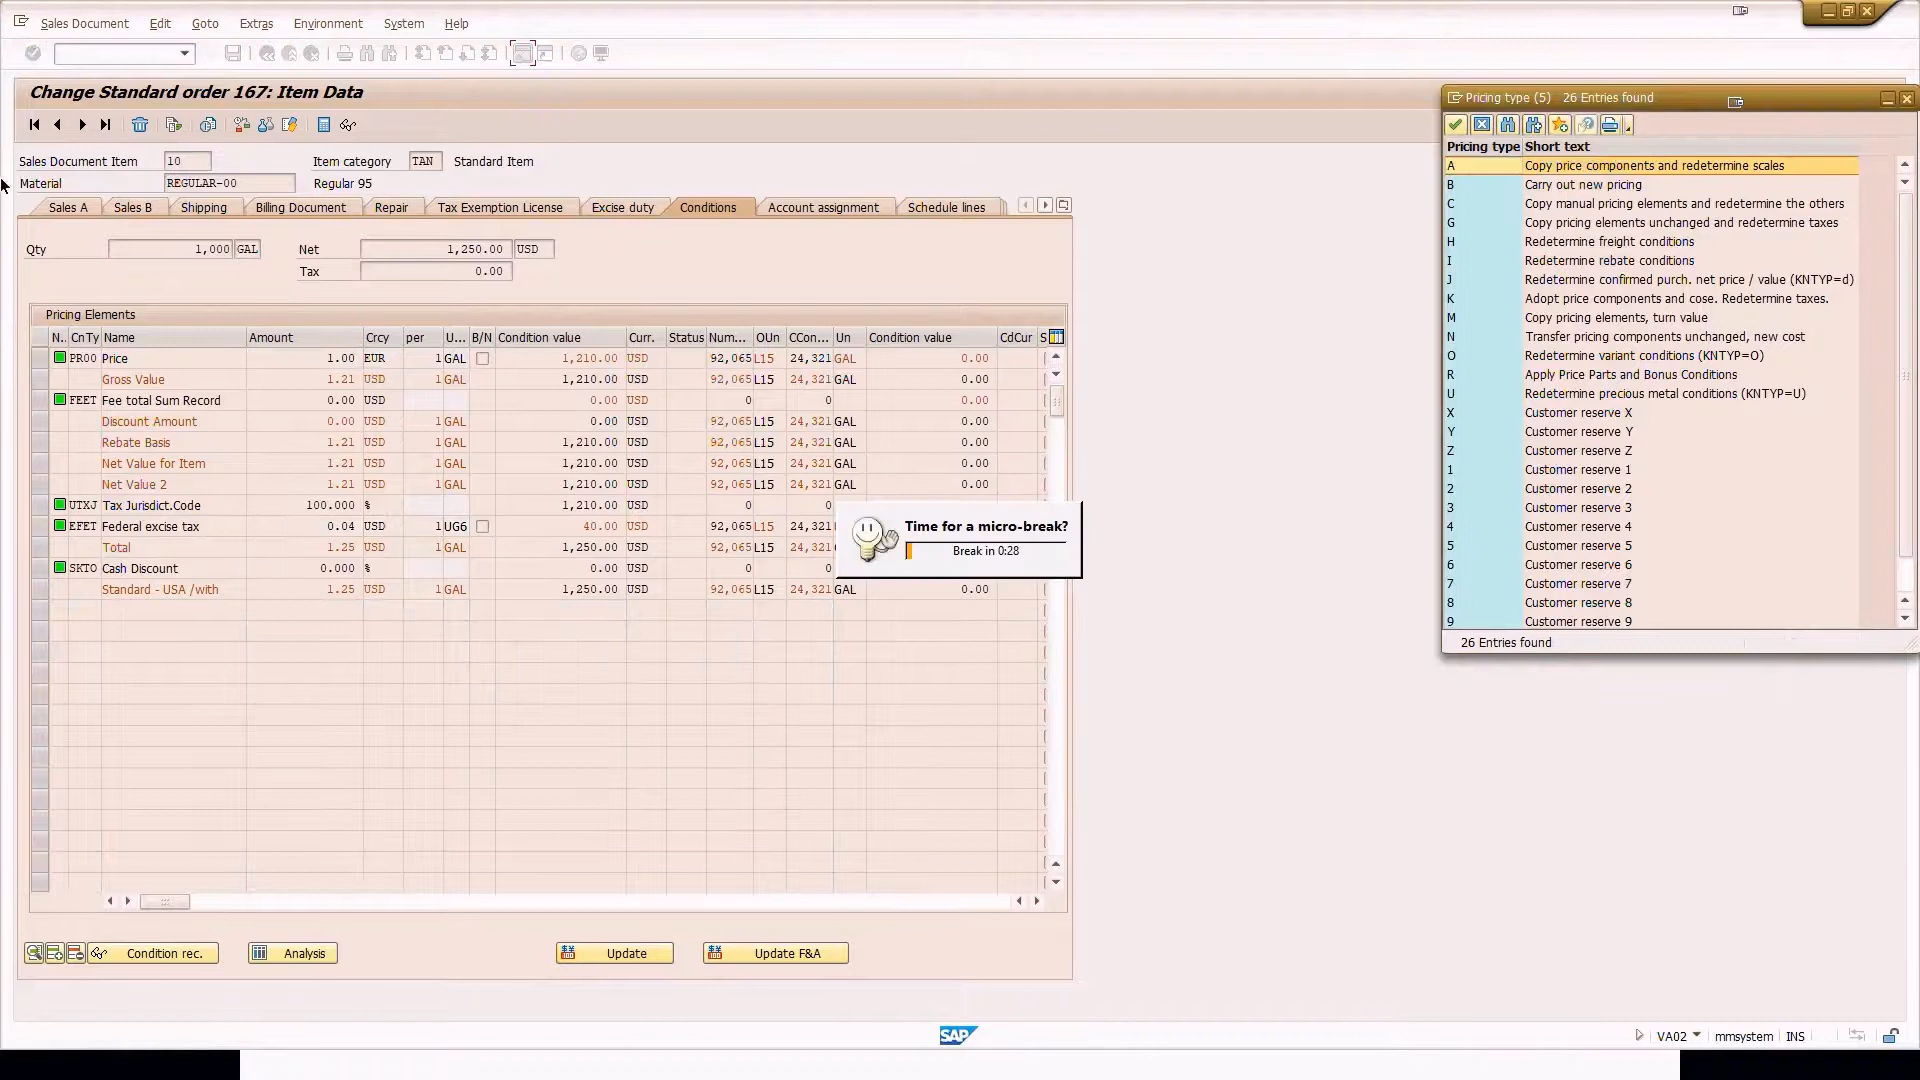 Sales Document Edit Goto Extras Environment System Help
Change Standard order 167: Item Data
Sales Document Item 10 Item category TAN Standard Item
Material REGULAR-00 Regular 95
Sales A Sales B Shipping Billing Document Repair Tax Exemption License Excise duty Conditions Account assignment Schedule lines
Qty 1,000 GAL Net 1,250.00 USD
Tax 0.00
Pricing Elements
N.. CnTy Name Amount Crcy per U... B/N Condition value Curr. Status Num... OUn CCon... Un Condition value CdCur S
PR00 Price 1.00 EUR 1 GAL 1,210.00 USD 92,065 L15 24,321 GAL 0.00
Gross Value 1.21 USD 1 GAL 1,210.00 USD 92,065 L15 24,321 GAL 0.00
FEET Fee total Sum Record 0.00 USD 0.00 USD 0 0 0.00
Discount Amount 0.00 USD 1 GAL 0.00 USD 92,065 L15 24,321 GAL 0.00
Rebate Basis 1.21 USD 1 GAL 1,210.00 USD 92,065 L15 24,321 GAL 0.00
Net Value for Item 1.21 USD 1 GAL 1,210.00 USD 92,065 L15 24,321 GAL 0.00
Net Value 2 1.21 USD 1 GAL 1,210.00 USD 92,065 L15 24,321 GAL 0.00
UTXJ Tax Jurisdict.Code 100.000 % 1,210.00 USD 0 0
EFET Federal excise tax 0.04 USD 1 UG6 40.00 USD 92,065 L15 24,321
Total 1.25 USD 1 GAL 1,250.00 USD 92,065 L15 24,321
SKTO Cash Discount 0.000 % 0.00 USD 0 0
Standard - USA /with 1.25 USD 1 GAL 1,250.00 USD 92,065 L15 24,321 GAL 0.00
Time for a micro-break?
Break in 0:28
Condition rec. Analysis Update Update F&A
Pricing type (5) 26 Entries found
Pricing type Short text
A Copy price components and redetermine scales
B Carry out new pricing
C Copy manual pricing elements and redetermine the others
G Copy pricing elements unchanged and redetermine taxes
H Redetermine freight conditions
I Redetermine rebate conditions
J Redetermine confirmed purch. net price / value (KNTYP=d)
K Adopt price components and cose. Redetermine taxes.
M Copy pricing elements, turn value
N Transfer pricing components unchanged, new cost
O Redetermine variant conditions (KNTYP=O)
R Apply Price Parts and Bonus Conditions
U Redetermine precious metal conditions (KNTYP=U)
X Customer reserve X
Y Customer reserve Y
Z Customer reserve Z
1 Customer reserve 1
2 Customer reserve 2
3 Customer reserve 3
4 Customer reserve 4
5 Customer reserve 5
6 Customer reserve 6
7 Customer reserve 7
8 Customer reserve 8
9 Customer reserve 9
26 Entries found
SAP
VA02 mmsystem INS